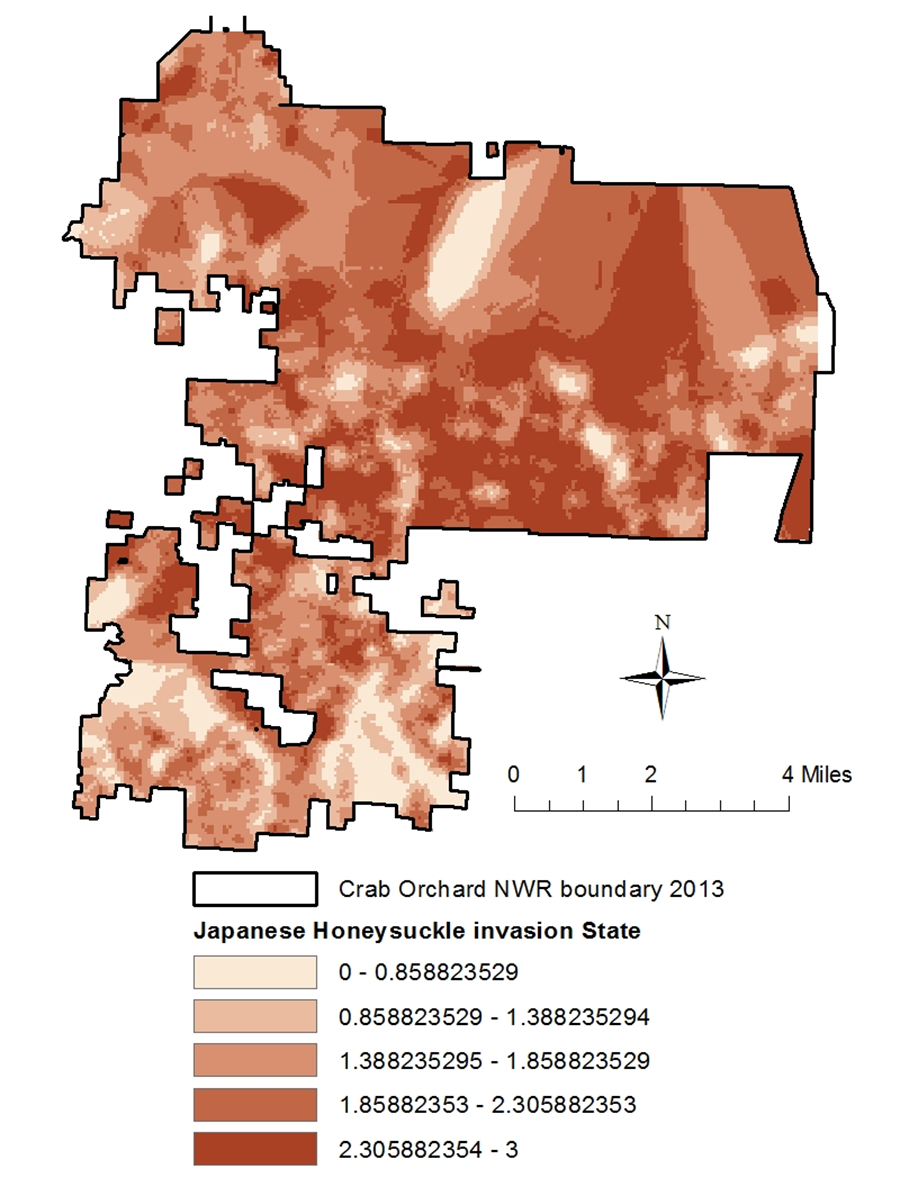 N
0 1 2 4 Miles
Crab Orchard NWR boundary 2013
Japanese Honeysuckle invasion State
0 - 0.858823529
0.858823529 - 1.388235294
1.388235295 - 1.858823529
1.85882353 - 2.305882353
2.305882354 - 3